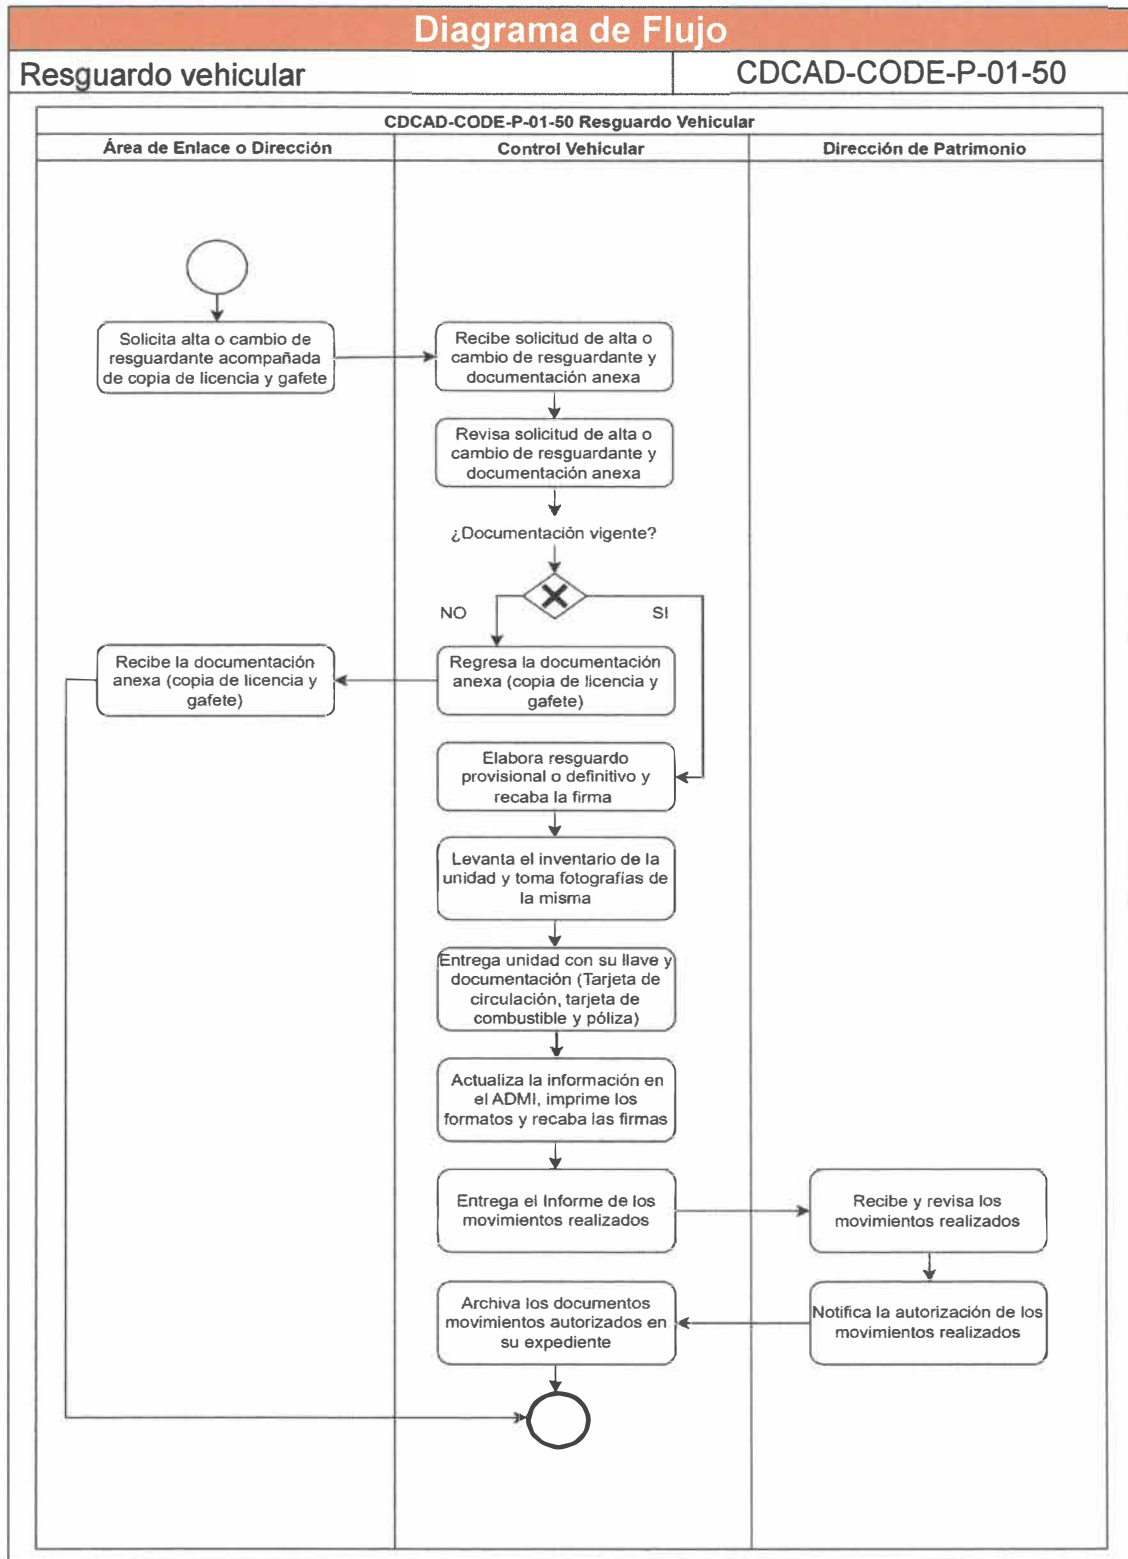 Diagrama de Flujo
Resguardo vehicular
CDCAD-CODE-P-01-50
CDCAD-CODE-P-01-50 Resguardo Vehicular
Área de Enlace o Dirección
Control Vehicular
Dirección de Patrimonio
Solicita alta o cambio de
resguardante acompañada
de copia de licencia y gafete
Recibe solicitud de alta o
cambio de resguardante y
documentación anexa
Revisa solicitud de alta o
cambio de resguardante y
documentación anexa
¿Documentación vigente?
NO
SI
Recibe la documentación
anexa (copia de licencia y
gafete)
Regresa la documentación
anexa (copia de licencia y
gafete)
Elabora resguardo
provisional o definitivo y
recaba la firma
Levanta el inventario de la
unidad y toma fotografías de
la misma
Entrega unidad con su llave y
documentación (Tarjeta de
circulación, tarjeta de
combustible y póliza)
Actualiza la información en
el ADMI, imprime los
formatos y recaba las firmas
Entrega el Informe de los
movimientos realizados
Recibe y revisa los
movimientos realizados
Archiva los documentos
movimientos autorizados en
su expediente
Notifica la autorización de los
movimientos realizados